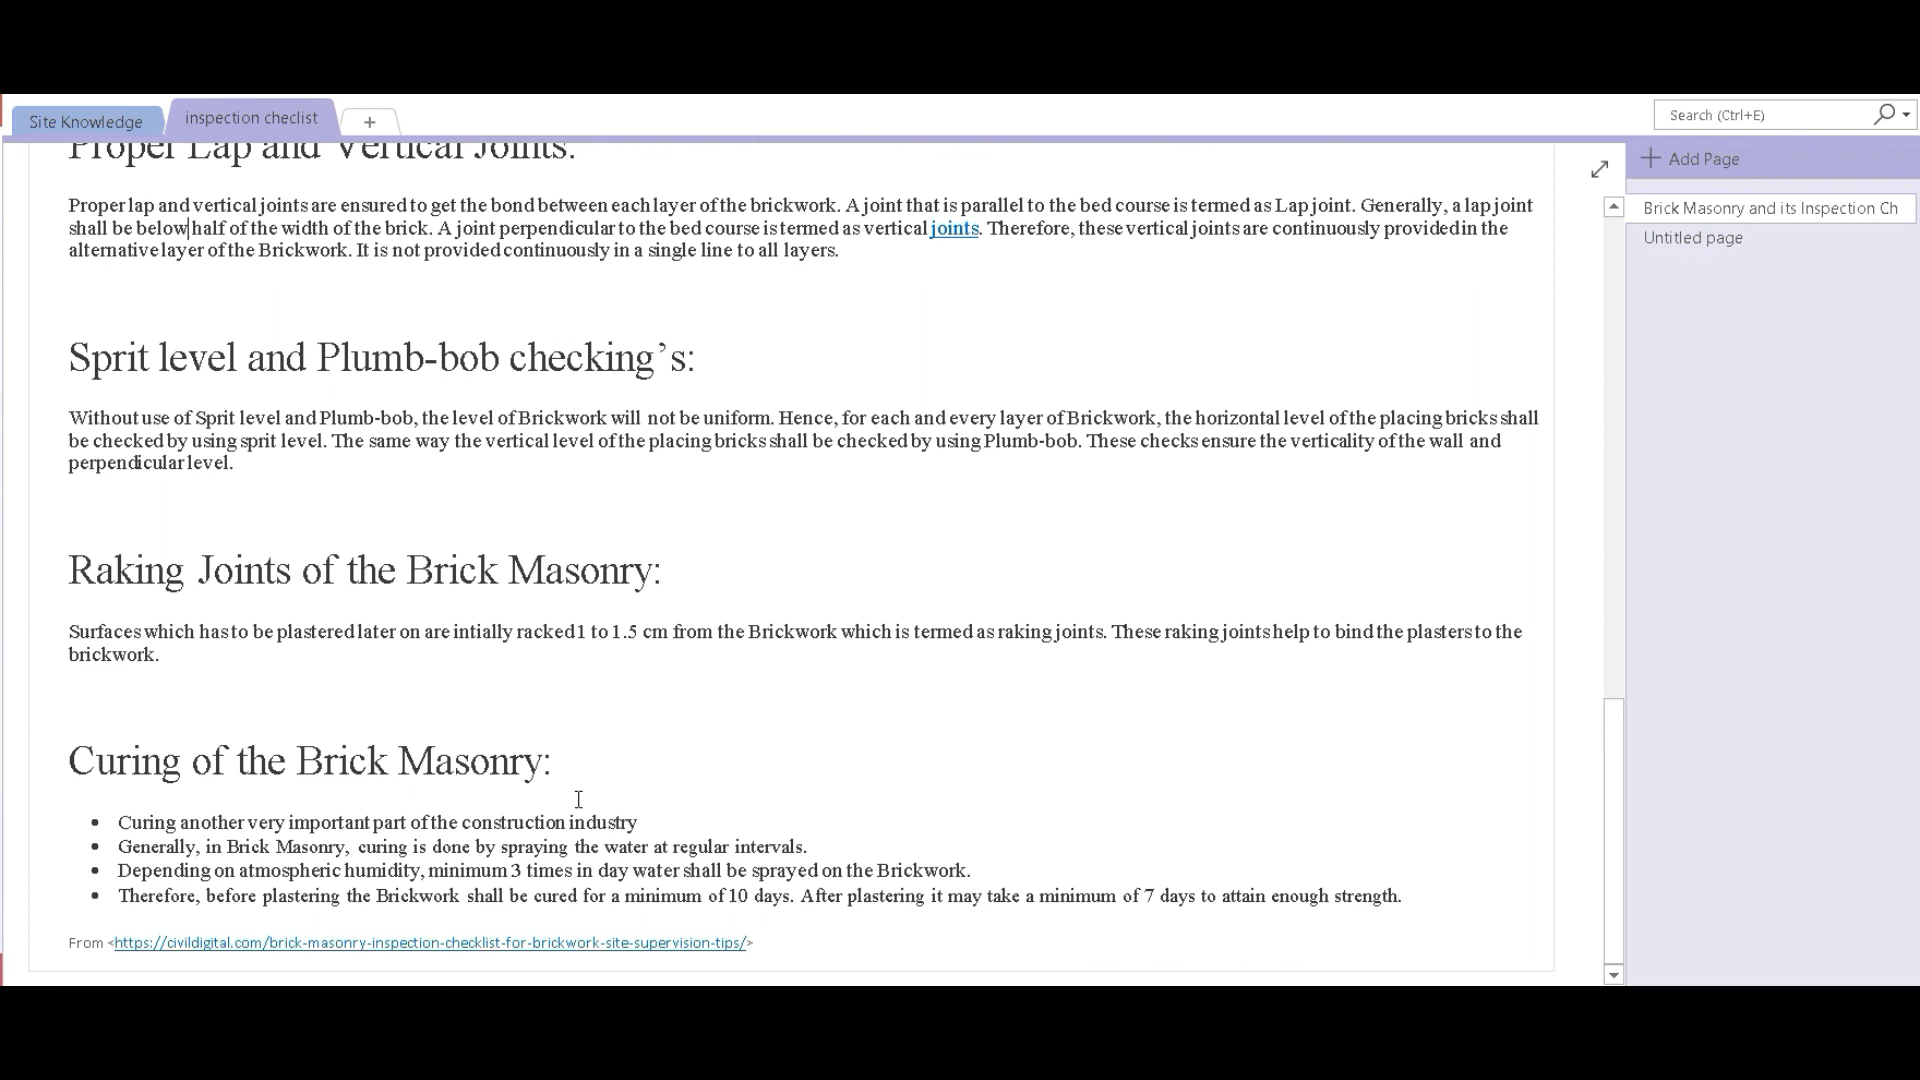 Site Knowledge
inspection checlist
+
Search (Ctrl+E)
Proper Lap and Vertical Joints:
Proper lap and vertical joints are ensured to get the bond between each layer of the brickwork. A joint that is parallel to the bed course is termed as Lap joint. Generally, a lap joint
shall be below half of the width of the brick. A joint perpendicular to the bed course is termed as vertical joints. Therefore, these vertical joints are continuously provided in the
alternative layer of the Brickwork. It is not provided continuously in a single line to all layers.
Sprit level and Plumb-bob checking’s:
Without use of Sprit level and Plumb-bob, the level of Brickwork will not be uniform. Hence, for each and every layer of Brickwork, the horizontal level of the placing bricks shall
be checked by using sprit level. The same way the vertical level of the placing bricks shall be checked by using Plumb-bob. These checks ensure the verticality of the wall and
perpendicular level.
Raking Joints of the Brick Masonry:
Surfaces which has to be plastered later on are intially racked 1 to 1.5 cm from the Brickwork which is termed as raking joints. These raking joints help to bind the plasters to the
brickwork.
Curing of the Brick Masonry:
• Curing another very important part of the construction industry
• Generally, in Brick Masonry, curing is done by spraying the water at regular intervals.
• Depending on atmospheric humidity, minimum 3 times in day water shall be sprayed on the Brickwork.
• Therefore, before plastering the Brickwork shall be cured for a minimum of 10 days. After plastering it may take a minimum of 7 days to attain enough strength.
From <https://civildigital.com/brick-masonry-inspection-checklist-for-brickwork-site-supervision-tips/>
Add Page
Brick Masonry and its Inspection Ch
Untitled page